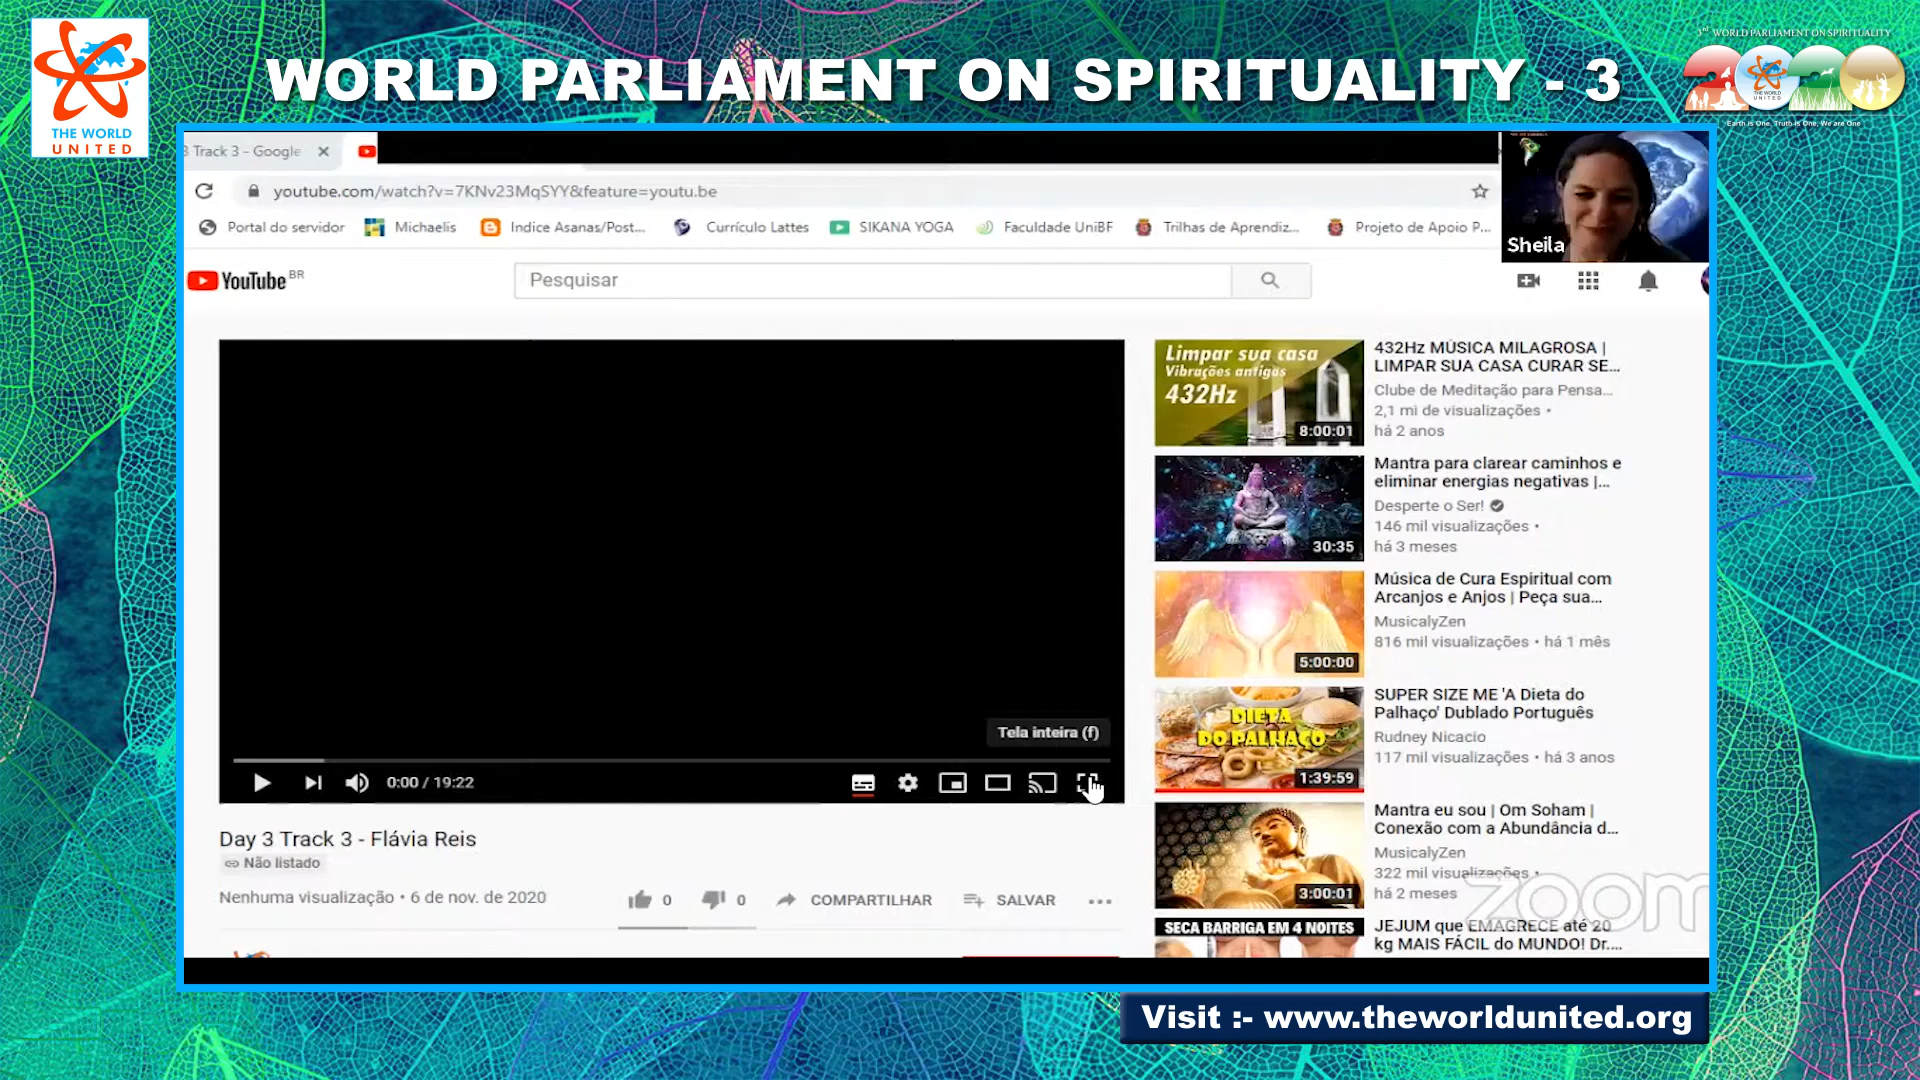 THE WORLD
UNITED
WORLD PARLIAMENT ON SPIRITUALITY - 3
3rd WORLD PARLIAMENT ON SPIRITUALITY
THE WORLD
UNITED
Earth is One, Truth is One, We are One
3 Track 3 - Google
youtube.com/watch?v=7KNv23MqSYY&feature=youtu.be
Portal do servidor
Michaelis
Indice Asanas/Post...
Currículo Lattes
SIKANA YOGA
Faculdade UniBF
Trilhas de Aprendiz...
Projeto de Apoio P...
Sheila
YouTube BR
Pesquisar
Tela inteira (f)
0:00 / 19:22
Day 3 Track 3 - Flávia Reis
Não listado
Nenhuma visualização • 6 de nov. de 2020
0
0
COMPARTILHAR
SALVAR
Limpar sua casa
Vibrações antigas
432Hz
8:00:01
432Hz MÚSICA MILAGROSA |
LIMPAR SUA CASA CURAR SE...
Clube de Meditação para Pensa...
2,1 mi de visualizações •
há 2 anos
30:35
Mantra para clarear caminhos e
eliminar energias negativas |...
Desperte o Ser!
146 mil visualizações •
há 3 meses
5:00:00
Música de Cura Espiritual com
Arcanjos e Anjos | Peça sua...
MusicalyZen
816 mil visualizações • há 1 mês
DIETA
DO PALHAÇO
1:39:59
SUPER SIZE ME 'A Dieta do
Palhaço' Dublado Português
Rudney Nicacio
117 mil visualizações • há 3 anos
3:00:01
Mantra eu sou | Om Soham |
Conexão com a Abundância d...
MusicalyZen
322 mil visualizações •
há 2 meses
SECA BARRIGA EM 4 NOITES
JEJUM que EMAGRECE até 20
kg MAIS FÁCIL do MUNDO! Dr....
zoom
Visit :- www.theworldunited.org